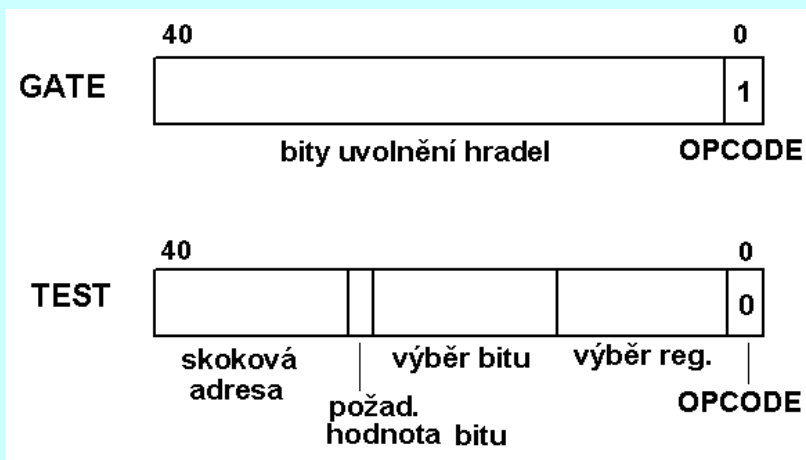 40 0
GATE 1
bity uvolnění hradel OPCODE
40 0
TEST 0
skoková výběr bitu výběr reg.
adresa OPCODE
požad.
hodnota bitu